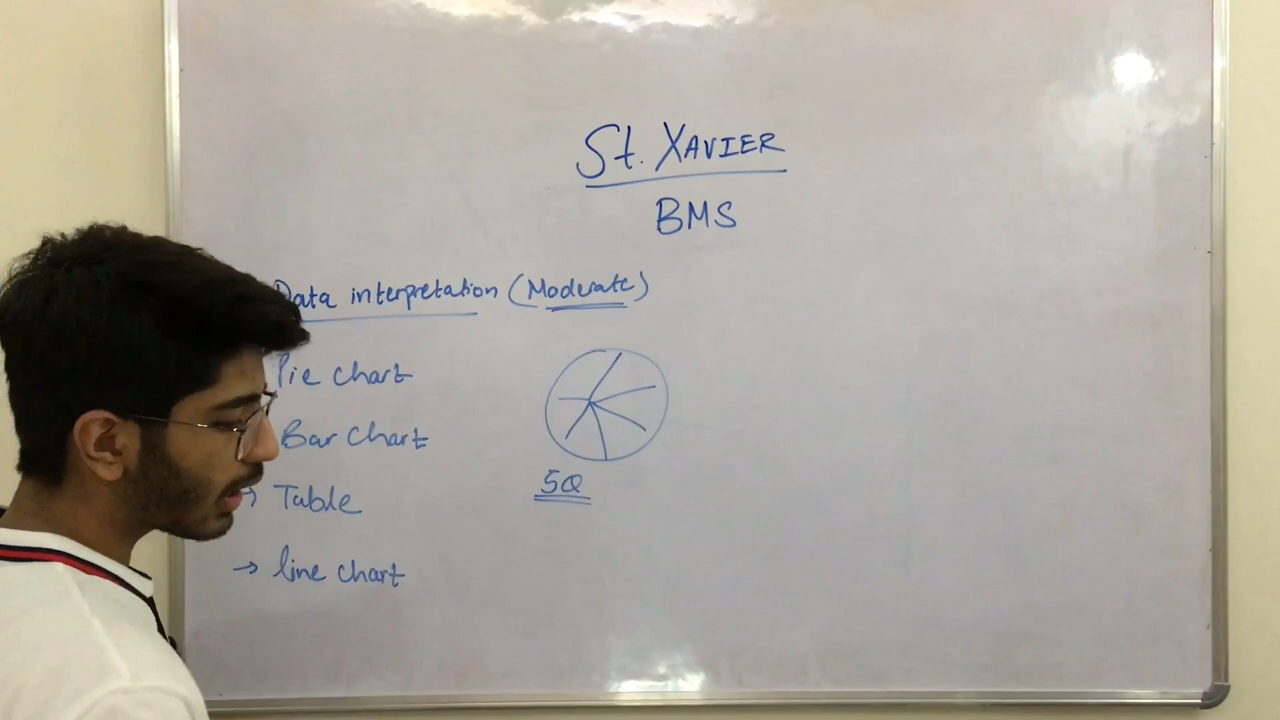 St. XAVIER
BMS
Data interpretation (Moderate)
Pie chart
Bar Chart
→ Table
→ line chart
5Q